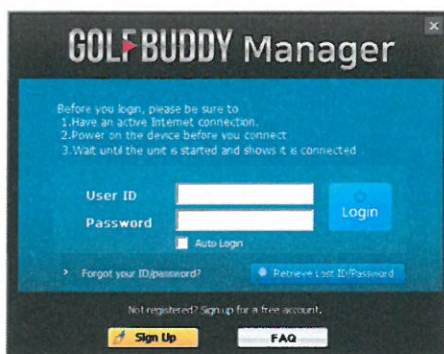 GOLFBUDDY Manager
Before you login, please be sure to
1.Have an active Internet connection.
2.Power on the device before you connect
3.Wait until the unit is started and shows it is connected .
User ID
Login
Password
Auto Login
Forgot your ID/password?
Retrieve Lost ID/Password
Not registered? Sign up for a free account.
Sign Up
FAQ